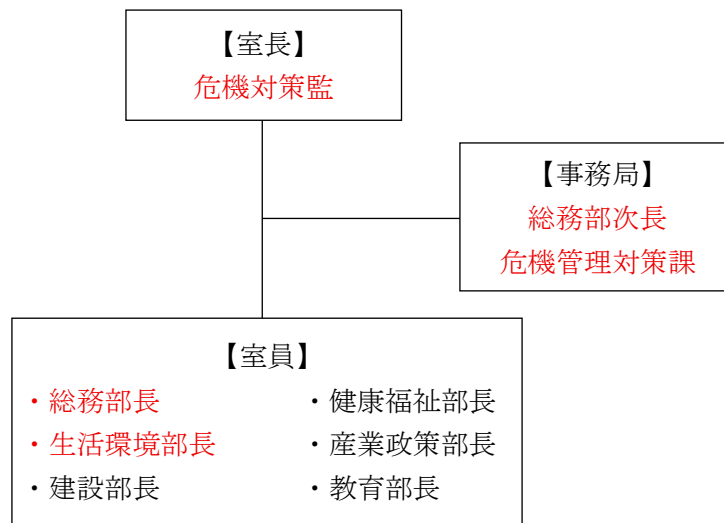 【室長】
危機対策監
【事務局】
総務部次長
危機管理対策課
【室員】
・総務部長 ・健康福祉部長
・生活環境部長 ・産業政策部長
・建設部長 ・教育部長